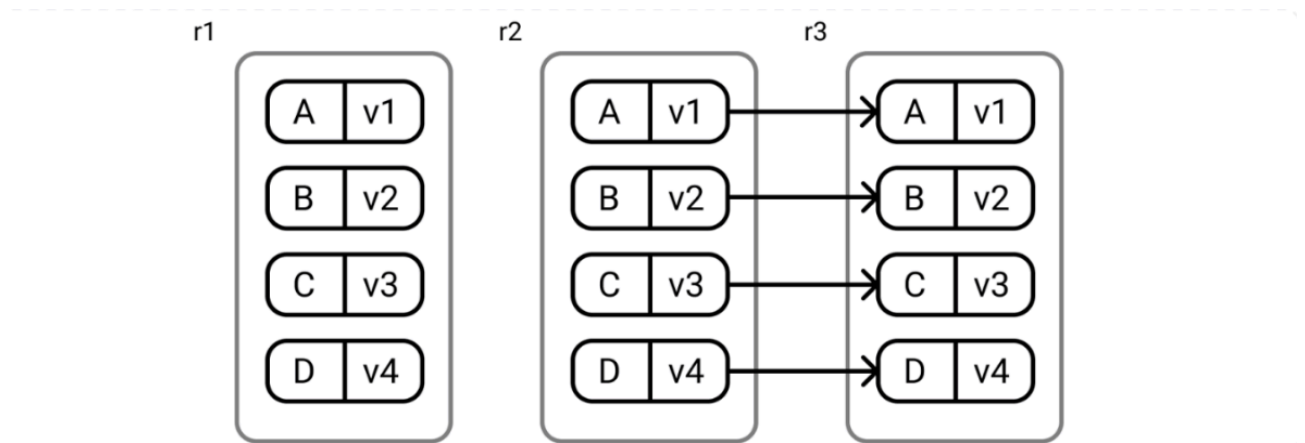 r1 r2 r3
A v1 A v1 A v1
B v2 B v2 B v2
C v3 C v3 C v3
D v4 D v4 D v4